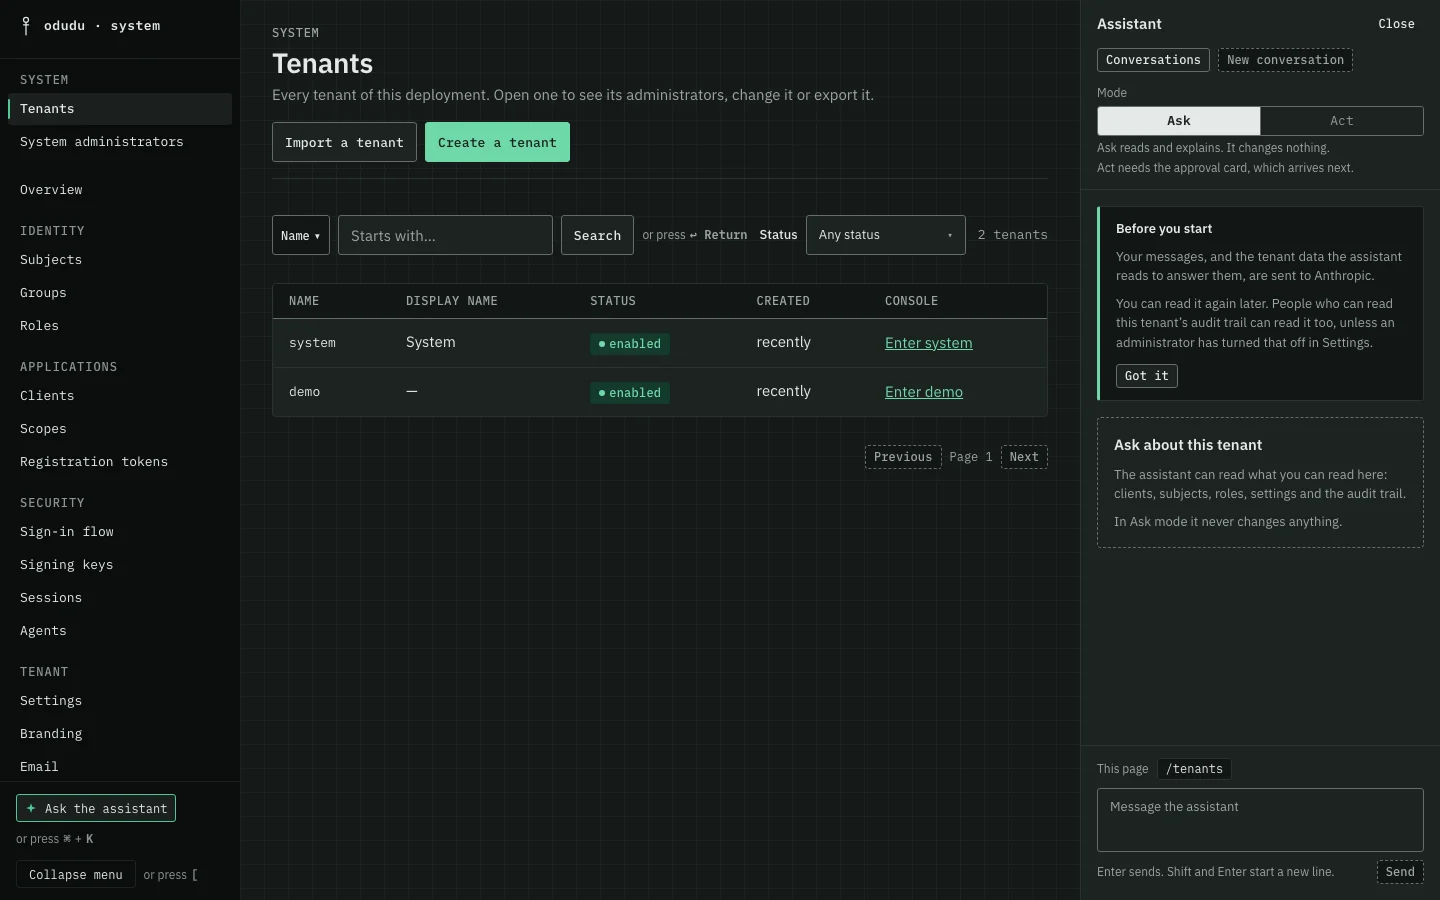 odudu · system
SYSTEM
Tenants
System administrators
Overview
IDENTITY
Subjects
Groups
Roles
APPLICATIONS
Clients
Scopes
Registration tokens
SECURITY
Sign-in flow
Signing keys
Sessions
Agents
TENANT
Settings
Branding
Email
Ask the assistant
or press ⌘ + K
Collapse menu or press [
SYSTEM
Tenants
Every tenant of this deployment. Open one to see its administrators, change it or export it.
Import a tenant Create a tenant
Name ▾ Starts with... Search or press ↩ Return Status Any status 2 tenants
NAME DISPLAY NAME STATUS CREATED CONSOLE
system System enabled recently Enter system
demo — enabled recently Enter demo
Previous Page 1 Next
Assistant Close
Conversations New conversation
Mode
Ask Act
Ask reads and explains. It changes nothing.
Act needs the approval card, which arrives next.
Before you start
Your messages, and the tenant data the assistant
reads to answer them, are sent to Anthropic.
You can read it again later. People who can read
this tenant's audit trail can read it too, unless an
administrator has turned that off in Settings.
Got it
Ask about this tenant
The assistant can read what you can read here:
clients, subjects, roles, settings and the audit trail.
In Ask mode it never changes anything.
This page /tenants
Message the assistant
Enter sends. Shift and Enter start a new line. Send